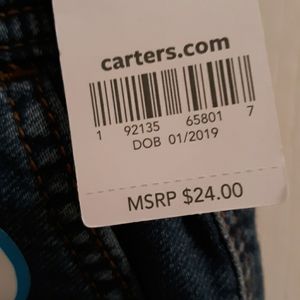 carters.com
1 92135 65801 7
DOB 01/2019
MSRP $24.00